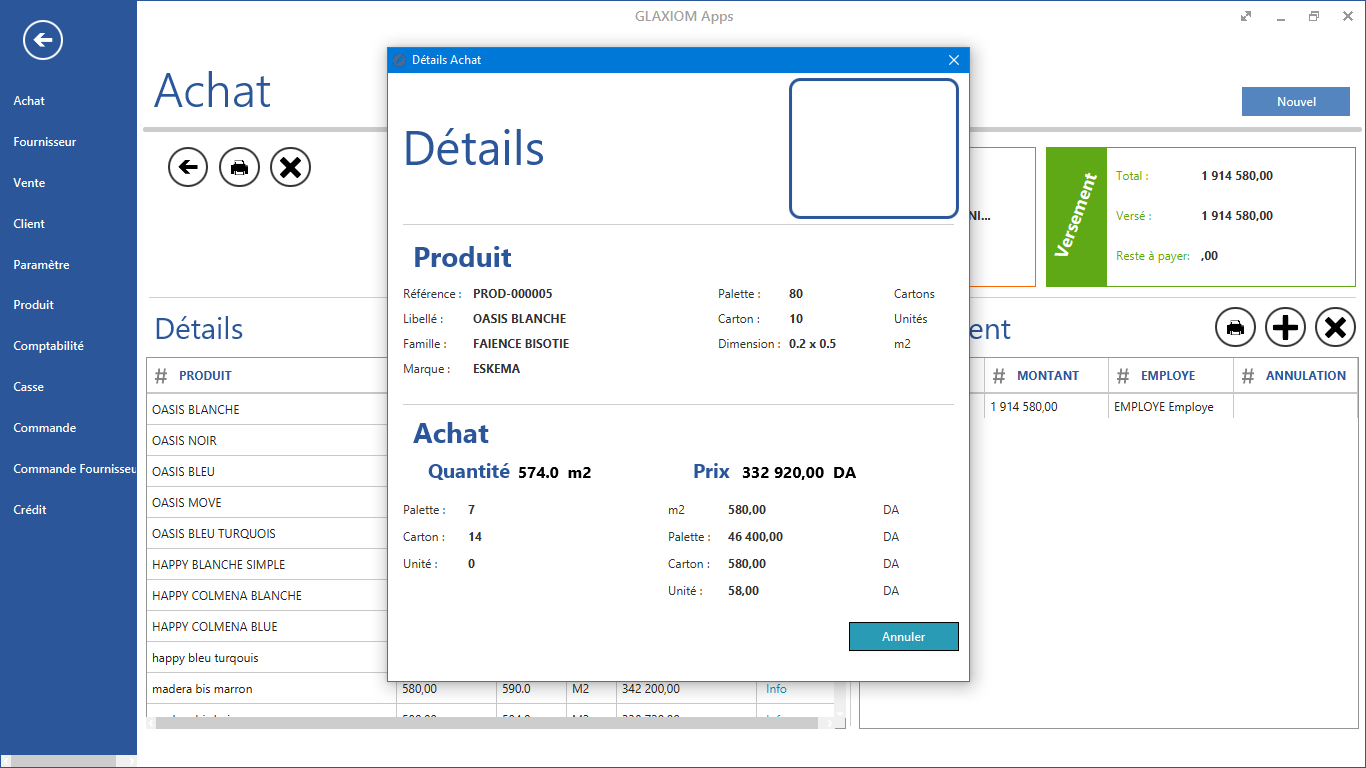 GLAXIOM Apps
Achat
Fournisseur
Vente
Client
Paramètre
Produit
Comptabilité
Casse
Commande
Commande Fournisseu
Crédit
Achat
Nouvel
NI...
Versement
Total : 1 914 580,00
Versé : 1 914 580,00
Reste à payer: ,00
Détails
# PRODUIT
OASIS BLANCHE
OASIS NOIR
OASIS BLEU
OASIS MOVE
OASIS BLEU TURQUOIS
HAPPY BLANCHE SIMPLE
HAPPY COLMENA BLANCHE
HAPPY COLMENA BLUE
happy bleu turqouis
madera bis marron 580,00 590.0 M2 342 200,00 Info
ent
# MONTANT # EMPLOYE # ANNULATION
1 914 580,00 EMPLOYE Employe
Détails Achat
Détails
Produit
Référence : PROD-000005 Palette : 80 Cartons
Libellé : OASIS BLANCHE Carton : 10 Unités
Famille : FAIENCE BISOTIE Dimension : 0.2 x 0.5 m2
Marque : ESKEMA
Achat
Quantité 574.0 m2 Prix 332 920,00 DA
Palette : 7 m2 580,00 DA
Carton : 14 Palette : 46 400,00 DA
Unité : 0 Carton : 580,00 DA
Unité : 58,00 DA
Annuler